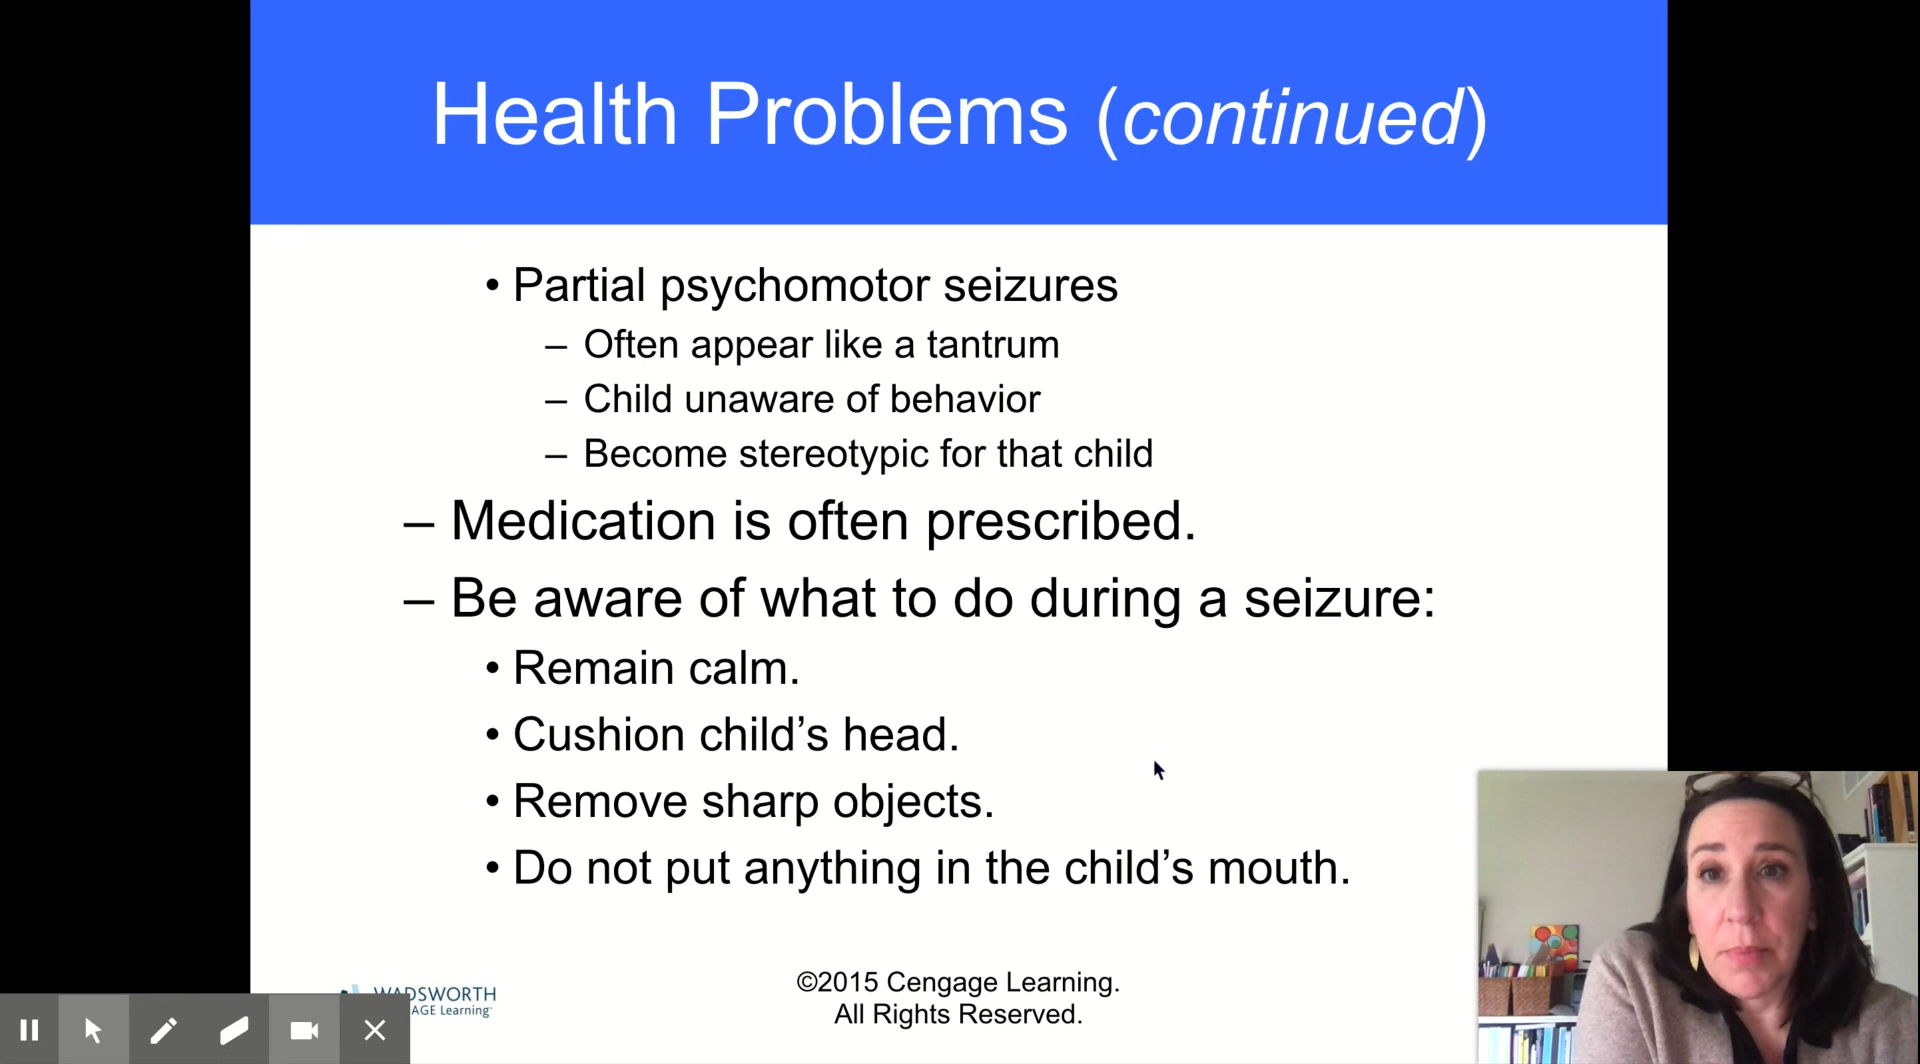 Health Problems (continued)
• Partial psychomotor seizures
– Often appear like a tantrum
– Child unaware of behavior
– Become stereotypic for that child
– Medication is often prescribed.
– Be aware of what to do during a seizure:
• Remain calm.
• Cushion child’s head.
• Remove sharp objects.
• Do not put anything in the child’s mouth.
WADSWORTH
Learning
©2015 Cengage Learning.
All Rights Reserved.